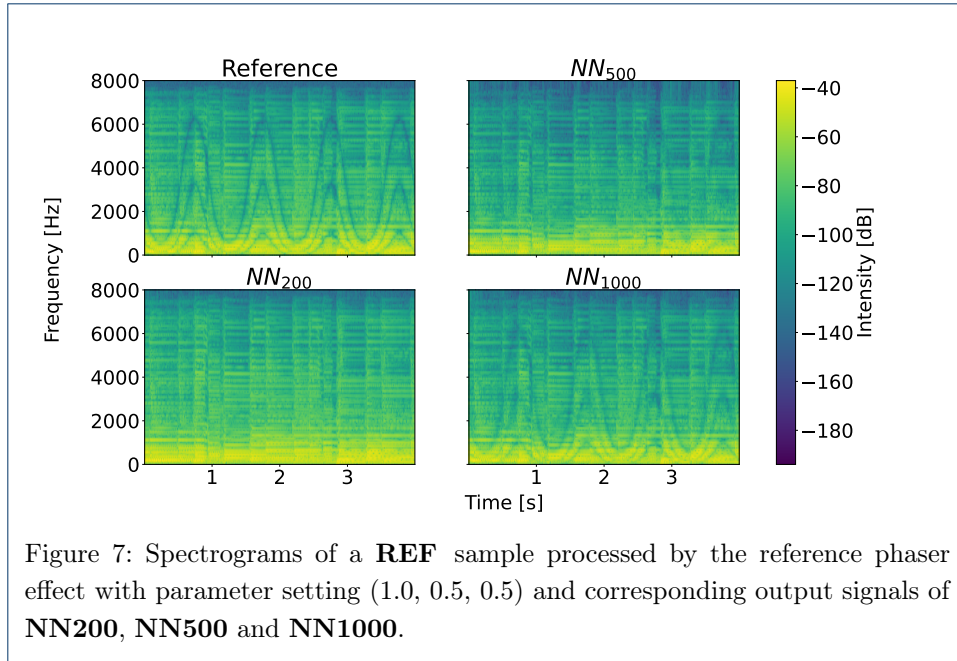 Reference
NN500
8000
6000
4000
2000
0
NN200
NN1000
8000
6000
4000
2000
0
1 2 3
1 2 3
Frequency [Hz]
Time [s]
−40
−60
−80
−100
−120
−140
−160
−180
Intensity [dB]
Figure 7: Spectrograms of a REF sample processed by the reference phaser
effect with parameter setting (1.0, 0.5, 0.5) and corresponding output signals of
NN200, NN500 and NN1000.